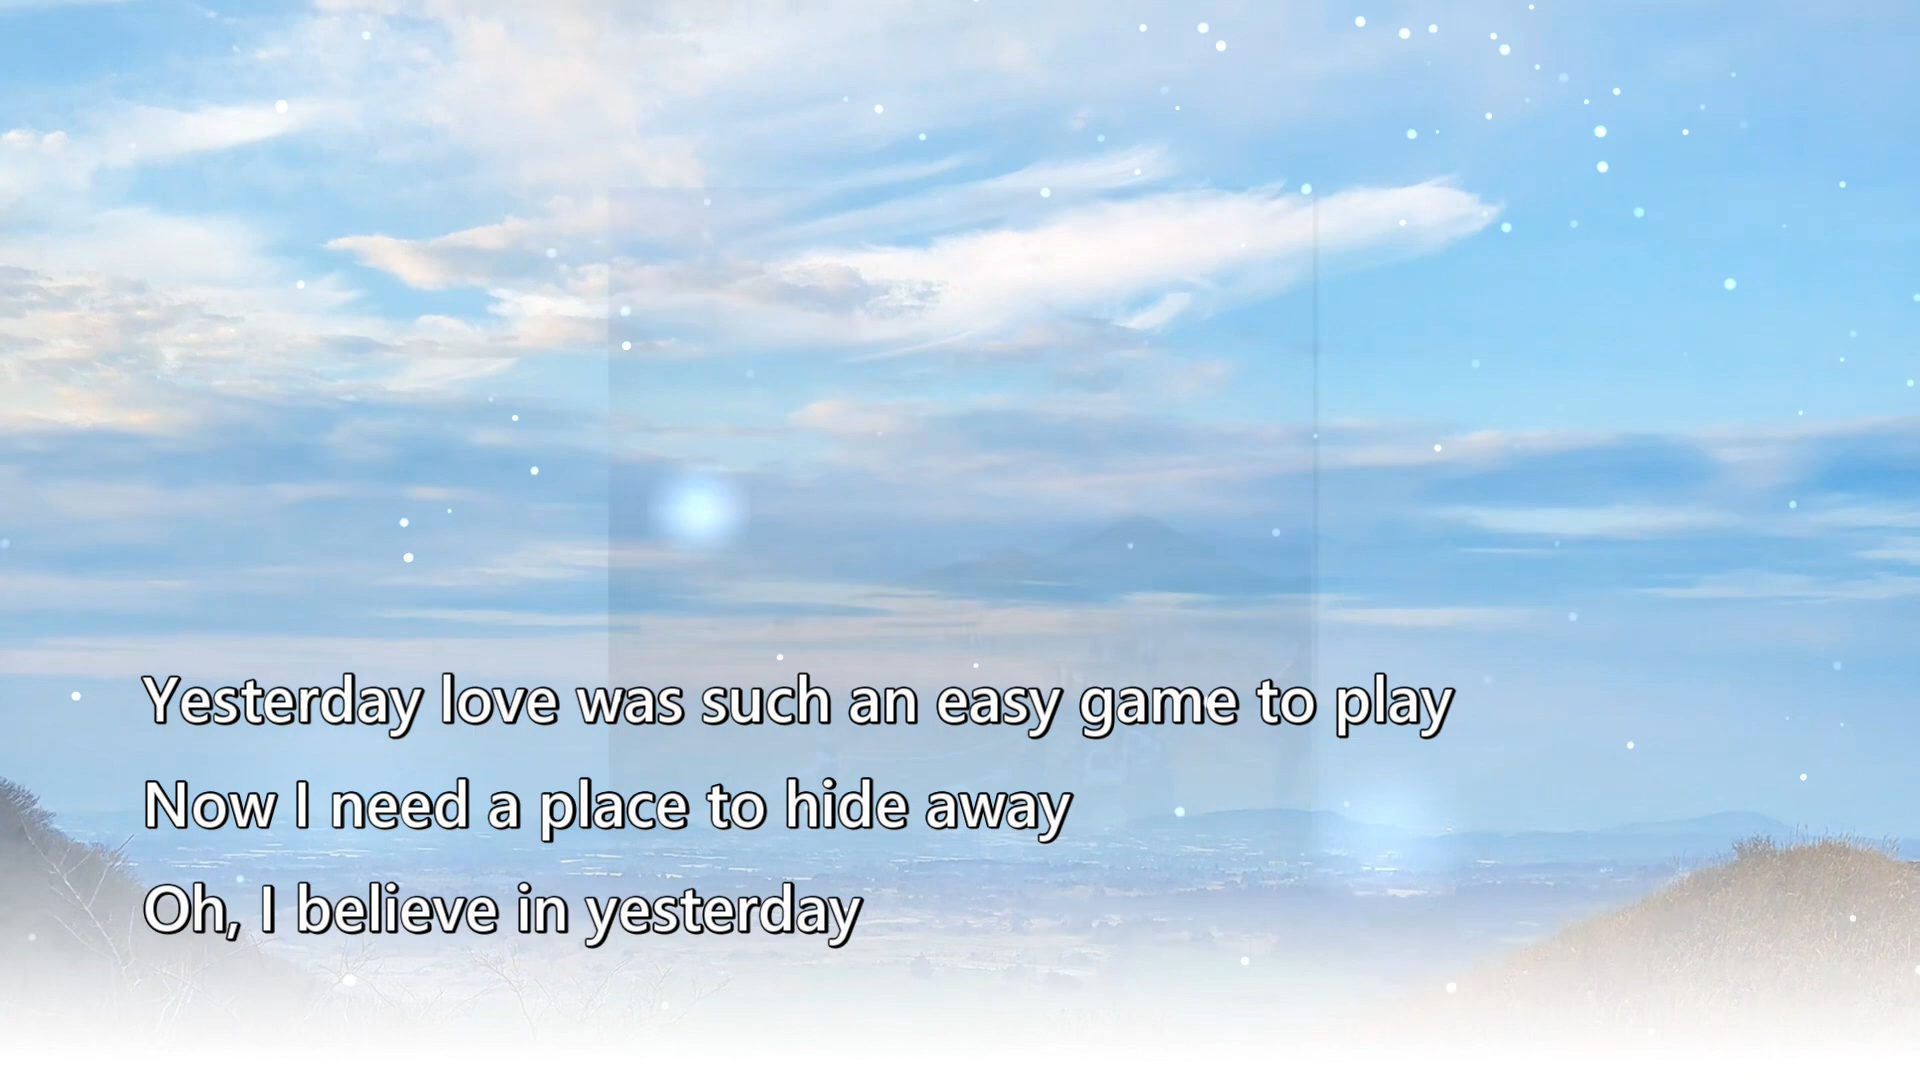 Yesterday love was such an easy game to play
Now I need a place to hide away
Oh, I believe in yesterday